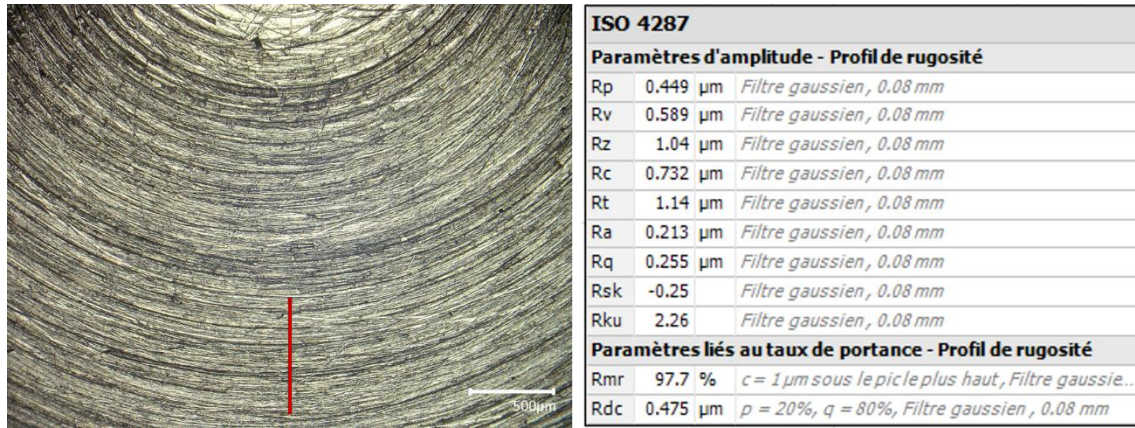 500µm
ISO 4287
Paramètres d'amplitude - Profil de rugosité
Rp 0.449 µm Filtre gaussien, 0.08 mm
Rv 0.589 µm Filtre gaussien, 0.08 mm
Rz 1.04 µm Filtre gaussien, 0.08 mm
Rc 0.732 µm Filtre gaussien, 0.08 mm
Rt 1.14 µm Filtre gaussien, 0.08 mm
Ra 0.213 µm Filtre gaussien, 0.08 mm
Rq 0.255 µm Filtre gaussien, 0.08 mm
Rsk -0.25 Filtre gaussien, 0.08 mm
Rku 2.26 Filtre gaussien, 0.08 mm
Paramètres liés au taux de portance - Profil de rugosité
Rmr 97.7 % c = 1 µm sous le pic le plus haut, Filtre gaussie...
Rdc 0.475 µm p = 20%, q = 80%, Filtre gaussien, 0.08 mm